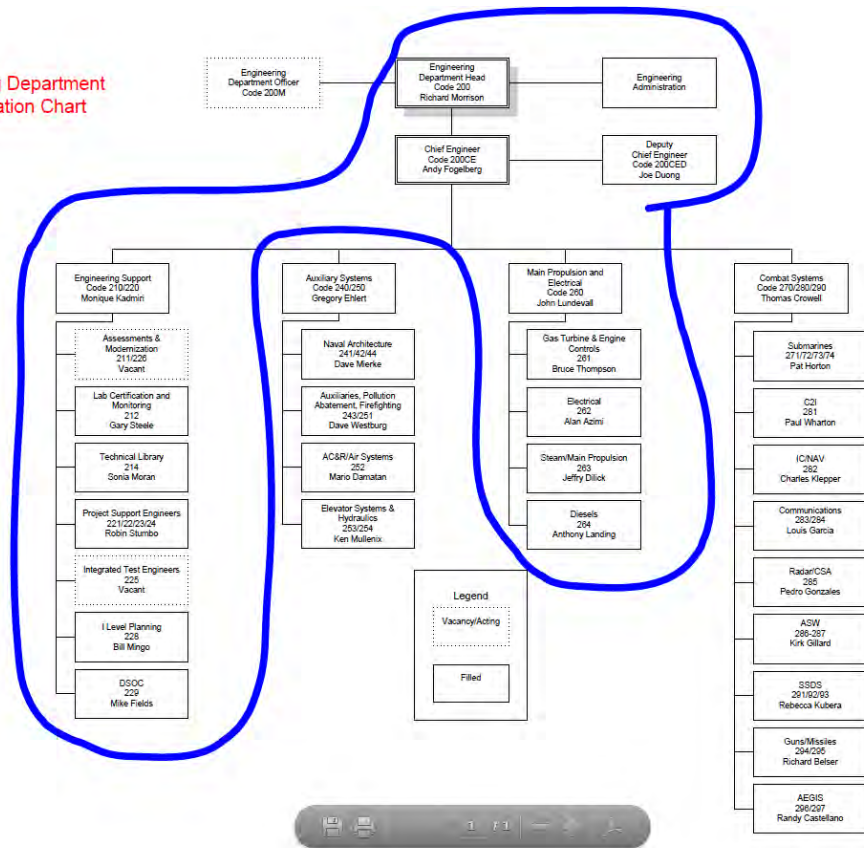 g Department
ation Chart
Engineering
Department Officer
Code 200M
Engineering
Department Head
Code 200
Richard Morrison
Engineering
Administration
Chief Engineer
Code 200CE
Andy Fogelberg
Deputy
Chief Engineer
Code 200CED
Joe Duong
Engineering Support
Code 210/220
Monique Kadmiri
Assessments &
Modernization
211/226
Vacant
Lab Certification and
Monitoring
212
Gary Steele
Technical Library
214
Sonia Moran
Project Support Engineers
221/22/23/24
Robin Stumbo
Integrated Test Engineers
225
Vacant
I Level Planning
228
Bill Mingo
DSOC
229
Mike Fields
Auxiliary Systems
Code 240/250
Gregory Ehlert
Naval Architecture
241/42/44
Dave Mierke
Auxiliaries, Pollution
Abatement, Firefighting
243/251
Dave Westburg
AC&R/Air Systems
252
Mario Damatan
Elevator Systems &
Hydraulics
253/254
Ken Mullenix
Main Propulsion and
Electrical
Code 260
John Lundevall
Gas Turbine & Engine
Controls
261
Bruce Thompson
Electrical
262
Alan Azimi
Steam/Main Propulsion
263
Jeffry Dilick
Diesels
264
Anthony Landing
Combat Systems
Code 270/280/290
Thomas Crowell
Submarines
271/72/73/74
Pat Horton
C2I
281
Paul Wharton
IC/NAV
282
Charles Klepper
Communications
283/284
Louis Garcia
Radar/CSA
285
Pedro Gonzales
ASW
286-287
Kirk Gillard
SSDS
291/92/93
Rebecca Kubera
Guns/Missiles
294/295
Richard Belser
AEGIS
296/297
Randy Castellano
Legend
Vacancy/Acting
Filled
1 / 1